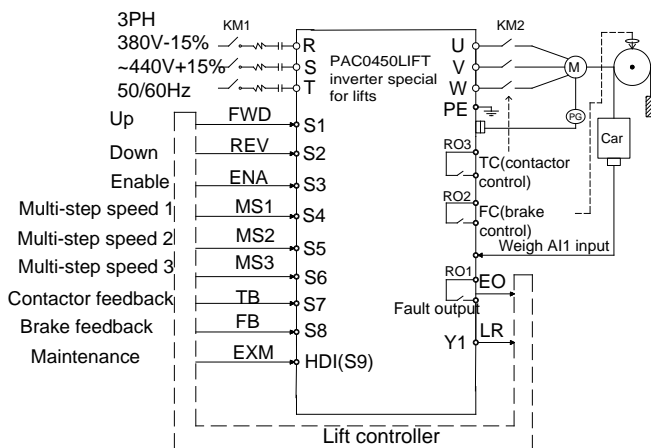 3PH
380V-15%
~440V+15%
50/60Hz
KM1
R
S
T
PAC0450LIFT
inverter special
for lifts
U
V
W
PE
KM2
M
PG
Car
Up
FWD
S1
Down
REV
S2
Enable
ENA
S3
Multi-step speed 1
MS1
S4
Multi-step speed 2
MS2
S5
Multi-step speed 3
MS3
S6
Contactor feedback
TB
S7
Brake feedback
FB
S8
Maintenance
EXM
HDI(S9)
RO3
TC(contactor
control)
RO2
FC(brake
control)
Weigh AI1 input
RO1
EO
Fault output
Y1
LR
Lift controller